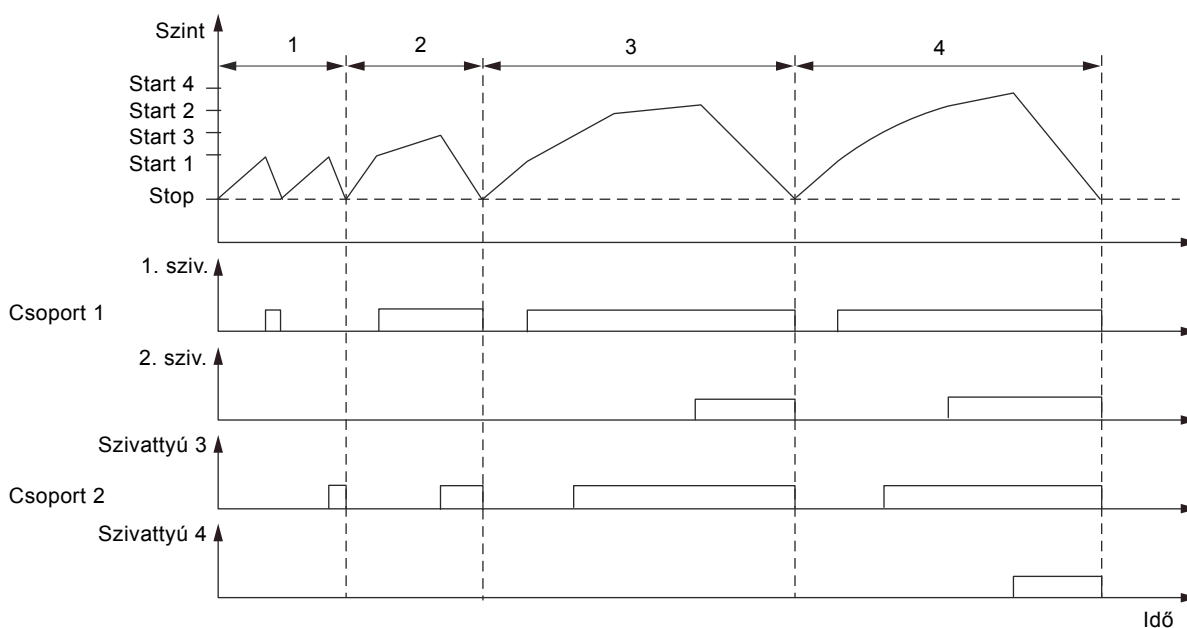 Szint
1
2
3
4
Start 4
Start 2
Start 3
Start 1
Stop
1. sziv.
Csoport 1
2. sziv.
Szivattyú 3
Csoport 2
Szivattyú 4
Idő